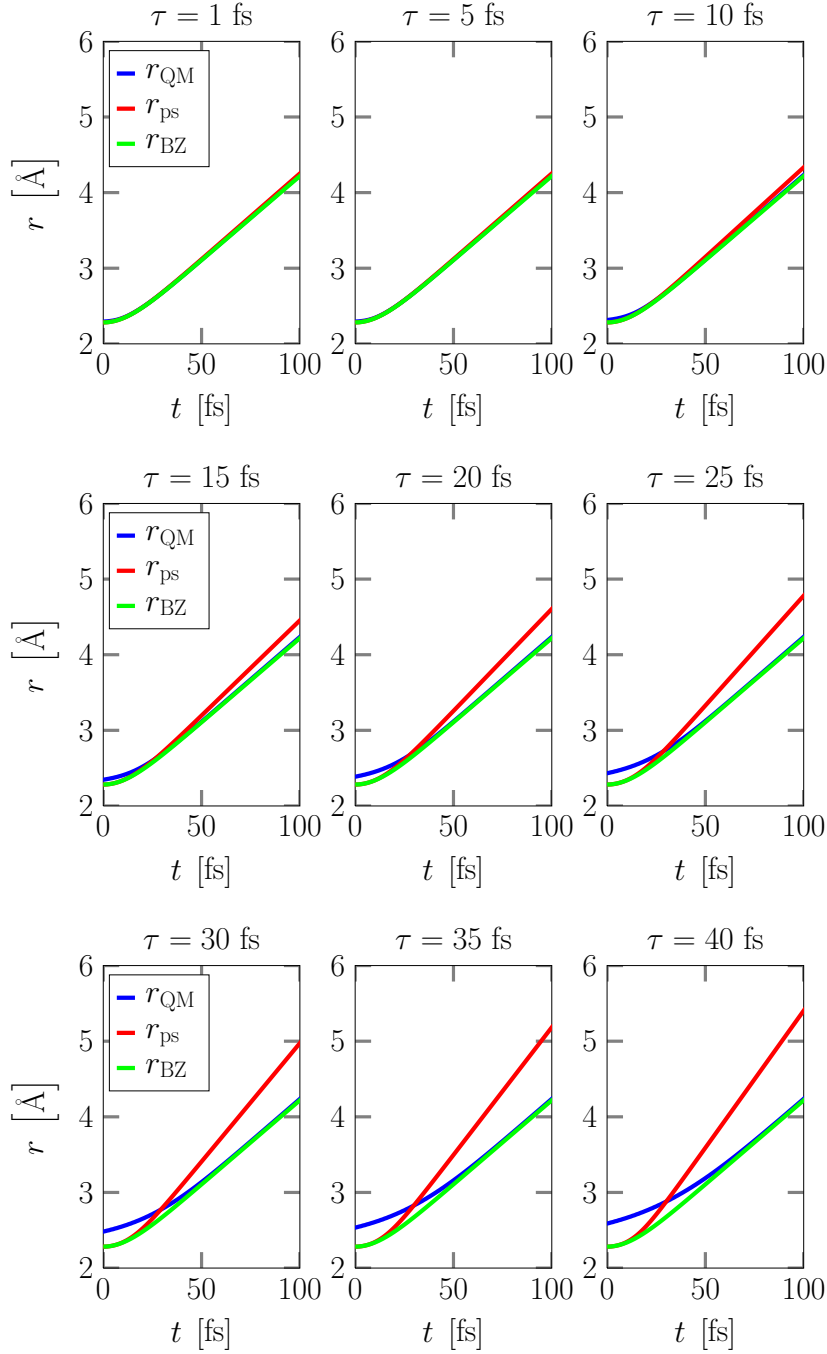 τ = 1 fs τ = 5 fs τ = 10 fs
6 6 6
r_QM
5 5 5
r_ps
r_BZ
4 4 4
r [Å]
3 3 3
2 2 2
0 50 100 0 50 100 0 50 100
t [fs] t [fs] t [fs]
τ = 15 fs τ = 20 fs τ = 25 fs
6 6 6
r_QM
5 5 5
r_ps
r_BZ
4 4 4
r [Å]
3 3 3
2 2 2
0 50 100 0 50 100 0 50 100
t [fs] t [fs] t [fs]
τ = 30 fs τ = 35 fs τ = 40 fs
6 6 6
r_QM
5 5 5
r_ps
r_BZ
4 4 4
r [Å]
3 3 3
2 2 2
0 50 100 0 50 100 0 50 100
t [fs] t [fs] t [fs]